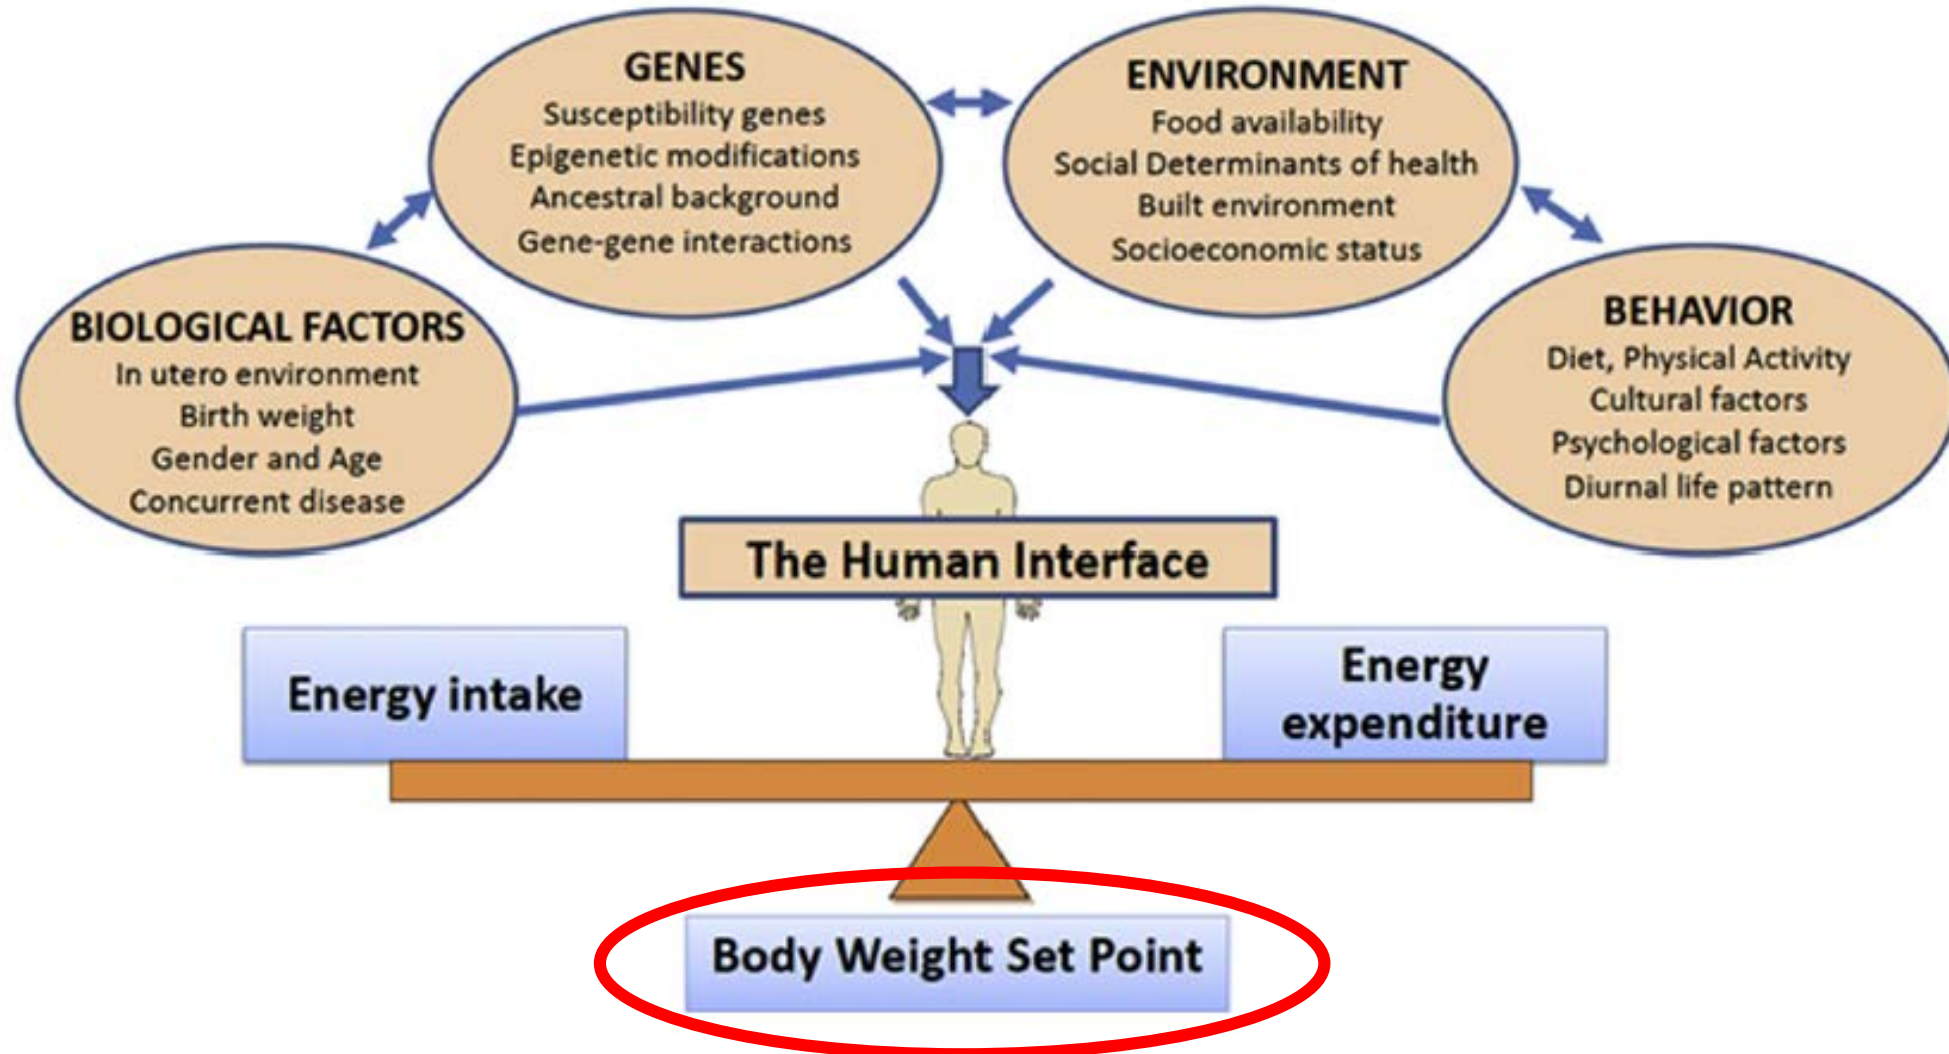 GENES
Susceptibility genes
Epigenetic modifications
Ancestral background
Gene-gene interactions
ENVIRONMENT
Food availability
Social Determinants of health
Built environment
Socioeconomic status
BIOLOGICAL FACTORS
In utero environment
Birth weight
Gender and Age
Concurrent disease
BEHAVIOR
Diet, Physical Activity
Cultural factors
Psychological factors
Diurnal life pattern
The Human Interface
Energy intake
Energy
expenditure
Body Weight Set Point